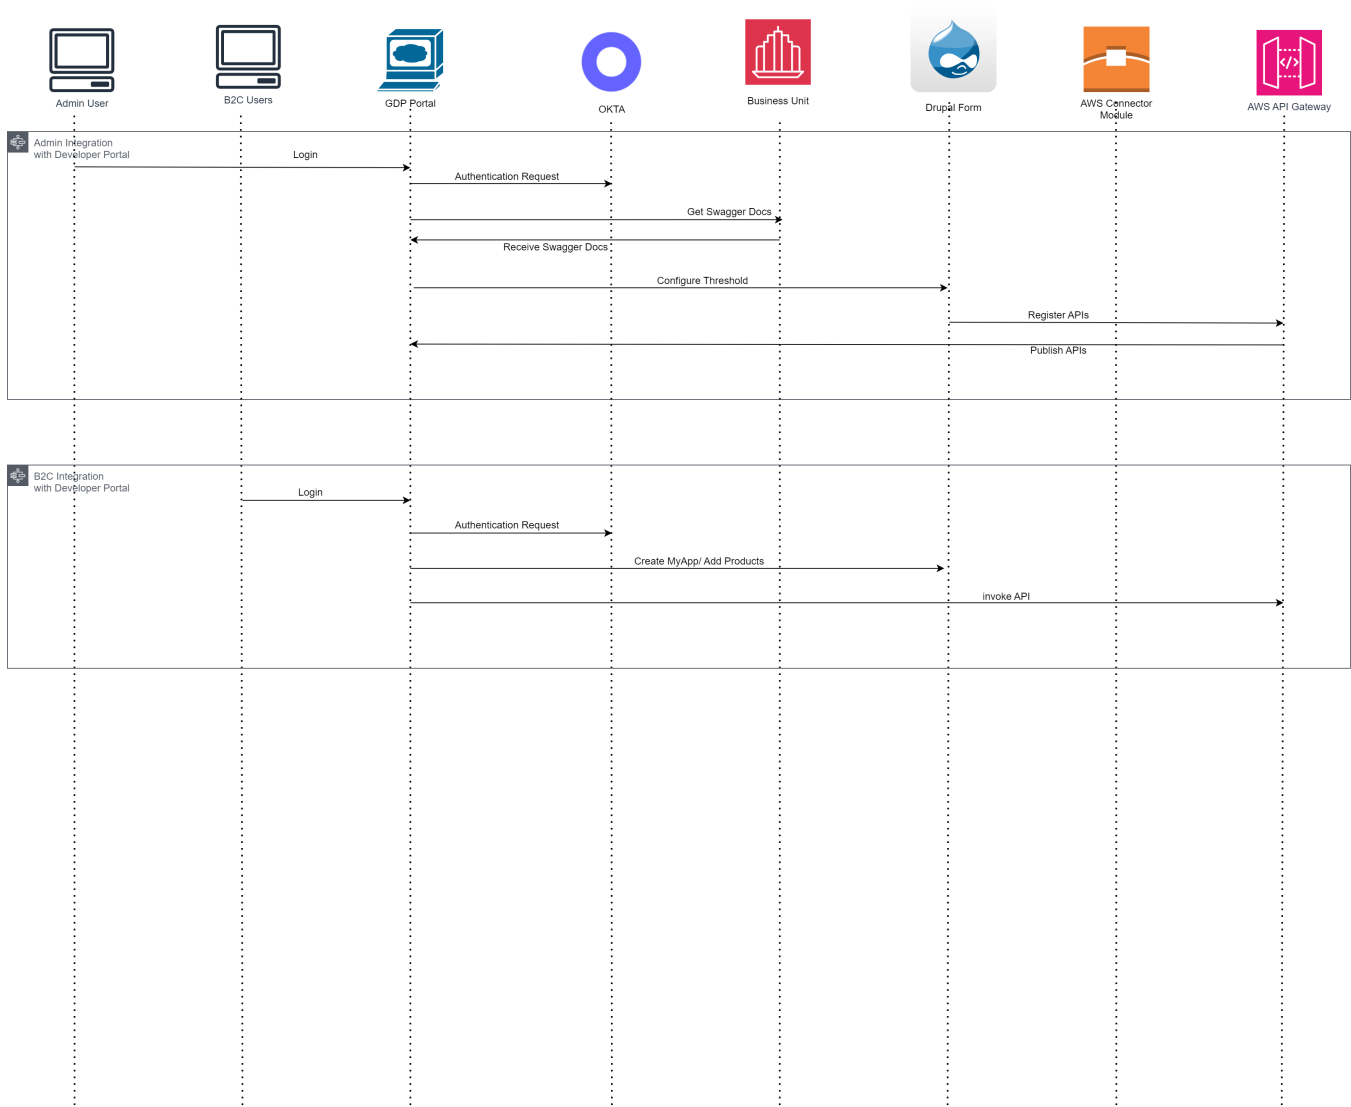 Admin User
B2C Users
GDP Portal
OKTA
Business Unit
Drupal Form
AWS Connector
Module
AWS API Gateway
Admin Integration
with Developer Portal
Login
Authentication Request
Get Swagger Docs
Receive Swagger Docs
Configure Threshold
Register APIs
Publish APIs
B2C Integration
with Developer Portal
Login
Authentication Request
Create MyApp/ Add Products
invoke API